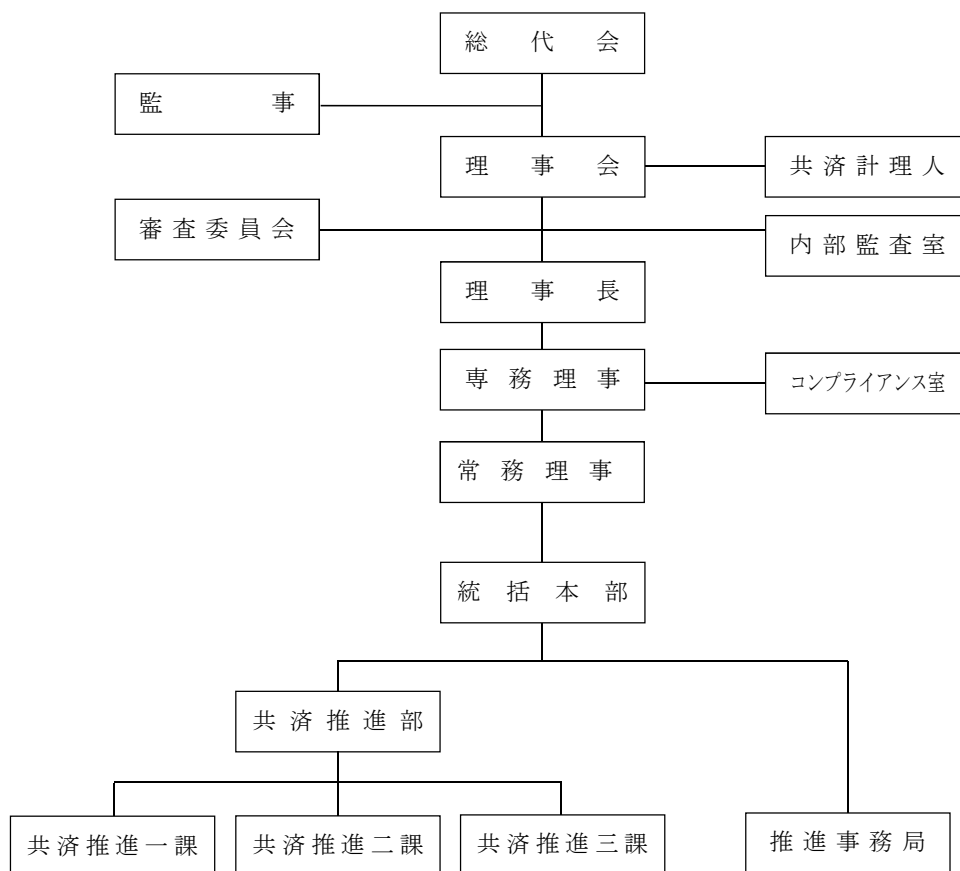 総代会
監事
理事会
共済計理人
審査委員会
内部監査室
理事長
専務理事
コンプライアンス室
常務理事
統括本部
共済推進部
共済推進一課
共済推進二課
共済推進三課
推進事務局